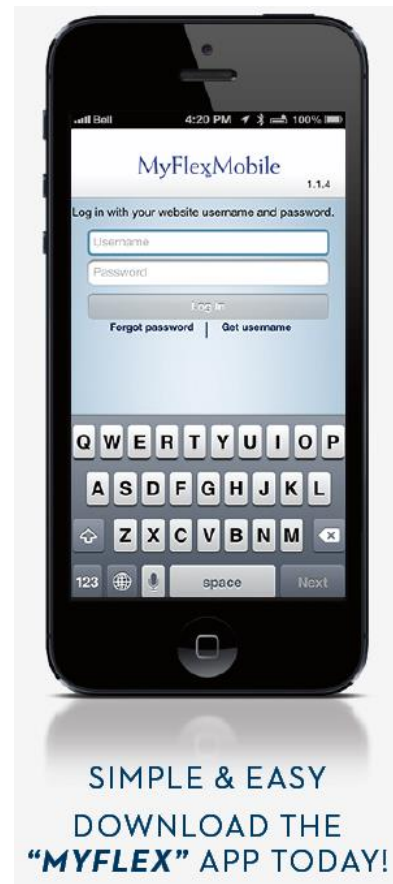 Bell 4:20 PM 100%
MyFlexMobile
1.1.4
Log in with your website username and password.
Username
Password
Log In
Forgot password | Get username
Q W E R T Y U I O P
A S D F G H J K L
Z X C V B N M
123 space Next
SIMPLE & EASY
DOWNLOAD THE
"MYFLEX" APP TODAY!